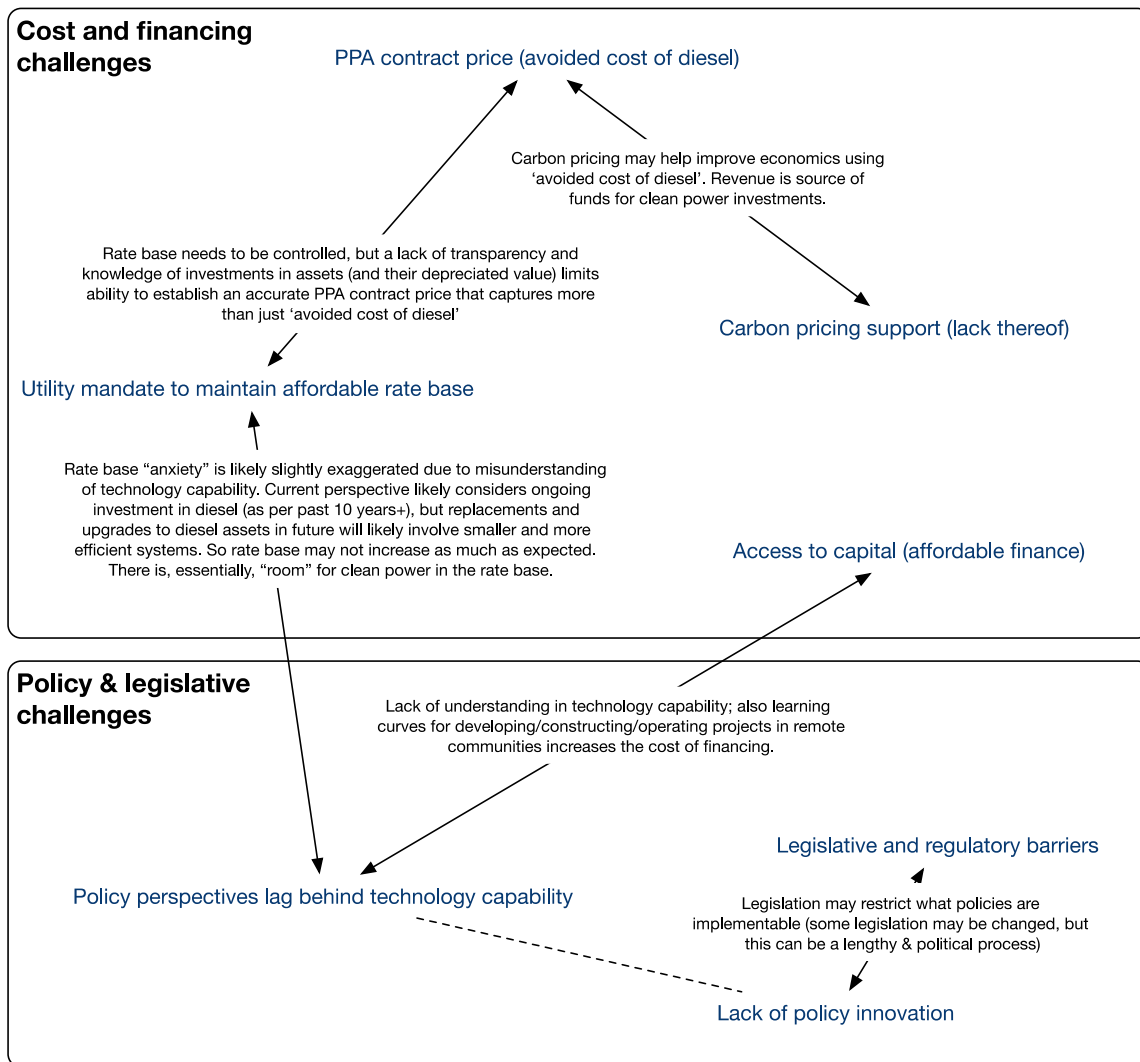 Cost and financing
challenges
PPA contract price (avoided cost of diesel)
Carbon pricing may help improve economics using
‘avoided cost of diesel’. Revenue is source of
funds for clean power investments.
Rate base needs to be controlled, but a lack of transparency and
knowledge of investments in assets (and their depreciated value) limits
ability to establish an accurate PPA contract price that captures more
than just ‘avoided cost of diesel’
Carbon pricing support (lack thereof)
Utility mandate to maintain affordable rate base
Rate base “anxiety” is likely slightly exaggerated due to misunderstanding
of technology capability. Current perspective likely considers ongoing
investment in diesel (as per past 10 years+), but replacements and
upgrades to diesel assets in future will likely involve smaller and more
efficient systems. So rate base may not increase as much as expected.
There is, essentially, “room” for clean power in the rate base.
Access to capital (affordable finance)
Policy & legislative
challenges
Lack of understanding in technology capability; also learning
curves for developing/constructing/operating projects in remote
communities increases the cost of financing.
Legislative and regulatory barriers
Policy perspectives lag behind technology capability
Legislation may restrict what policies are
implementable (some legislation may be changed, but
this can be a lengthy & political process)
Lack of policy innovation